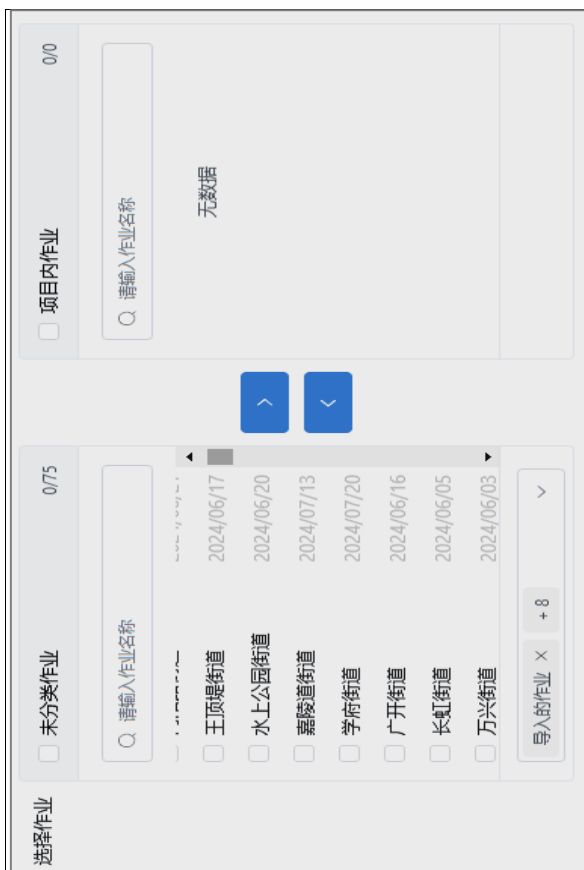 选择作业
未分类作业 0/75
请输入作业名称
王顶堤街道 2024/06/17
水上公园街道 2024/06/20
嘉陵道街道 2024/07/13
学府街道 2024/07/20
广开街道 2024/06/16
长虹街道 2024/06/05
万兴街道 2024/06/03
导入的作业 × + 8
项目内作业 0/0
请输入作业名称
无数据